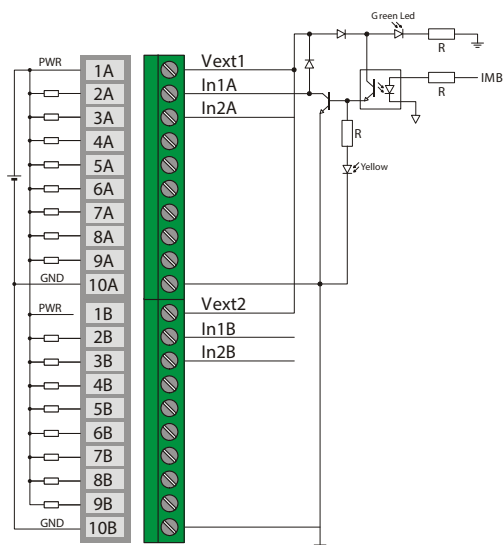 Green Led
PWR
1A
Vext1
R
2A
In1A
IMB
R
3A
In2A
4A
R
5A
Yellow
6A
7A
8A
9A
GND
10A
PWR
1B
Vext2
2B
In1B
3B
In2B
4B
5B
6B
7B
8B
9B
GND
10B